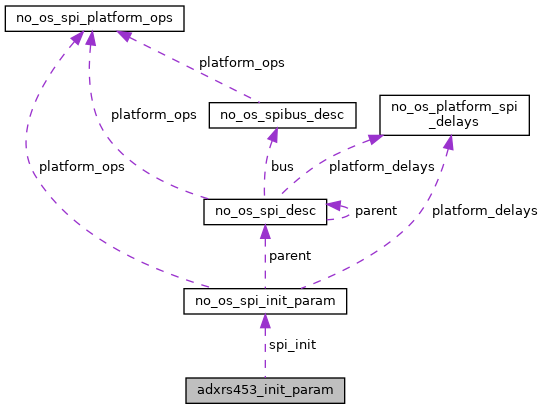 no_os_spi_platform_ops
platform_ops
no_os_platform_spi
_delays
no_os_spibus_desc
platform_ops
platform_ops
bus
platform_delays
no_os_spi_desc
parent
platform_delays
parent
no_os_spi_init_param
spi_init
adxrs453_init_param